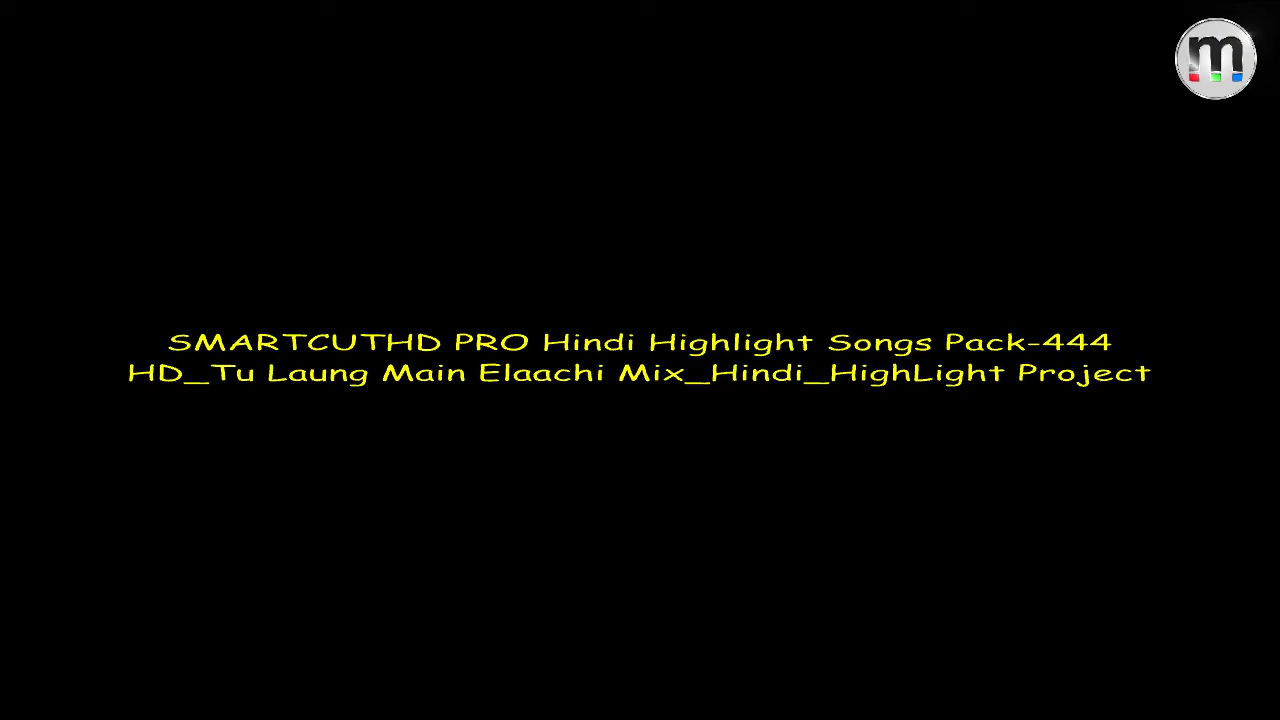 m
SMARTCUTHD PRO Hindi Highlight Songs Pack-444
HD_Tu Laung Main Elaachi Mix_Hindi_HighLight Project